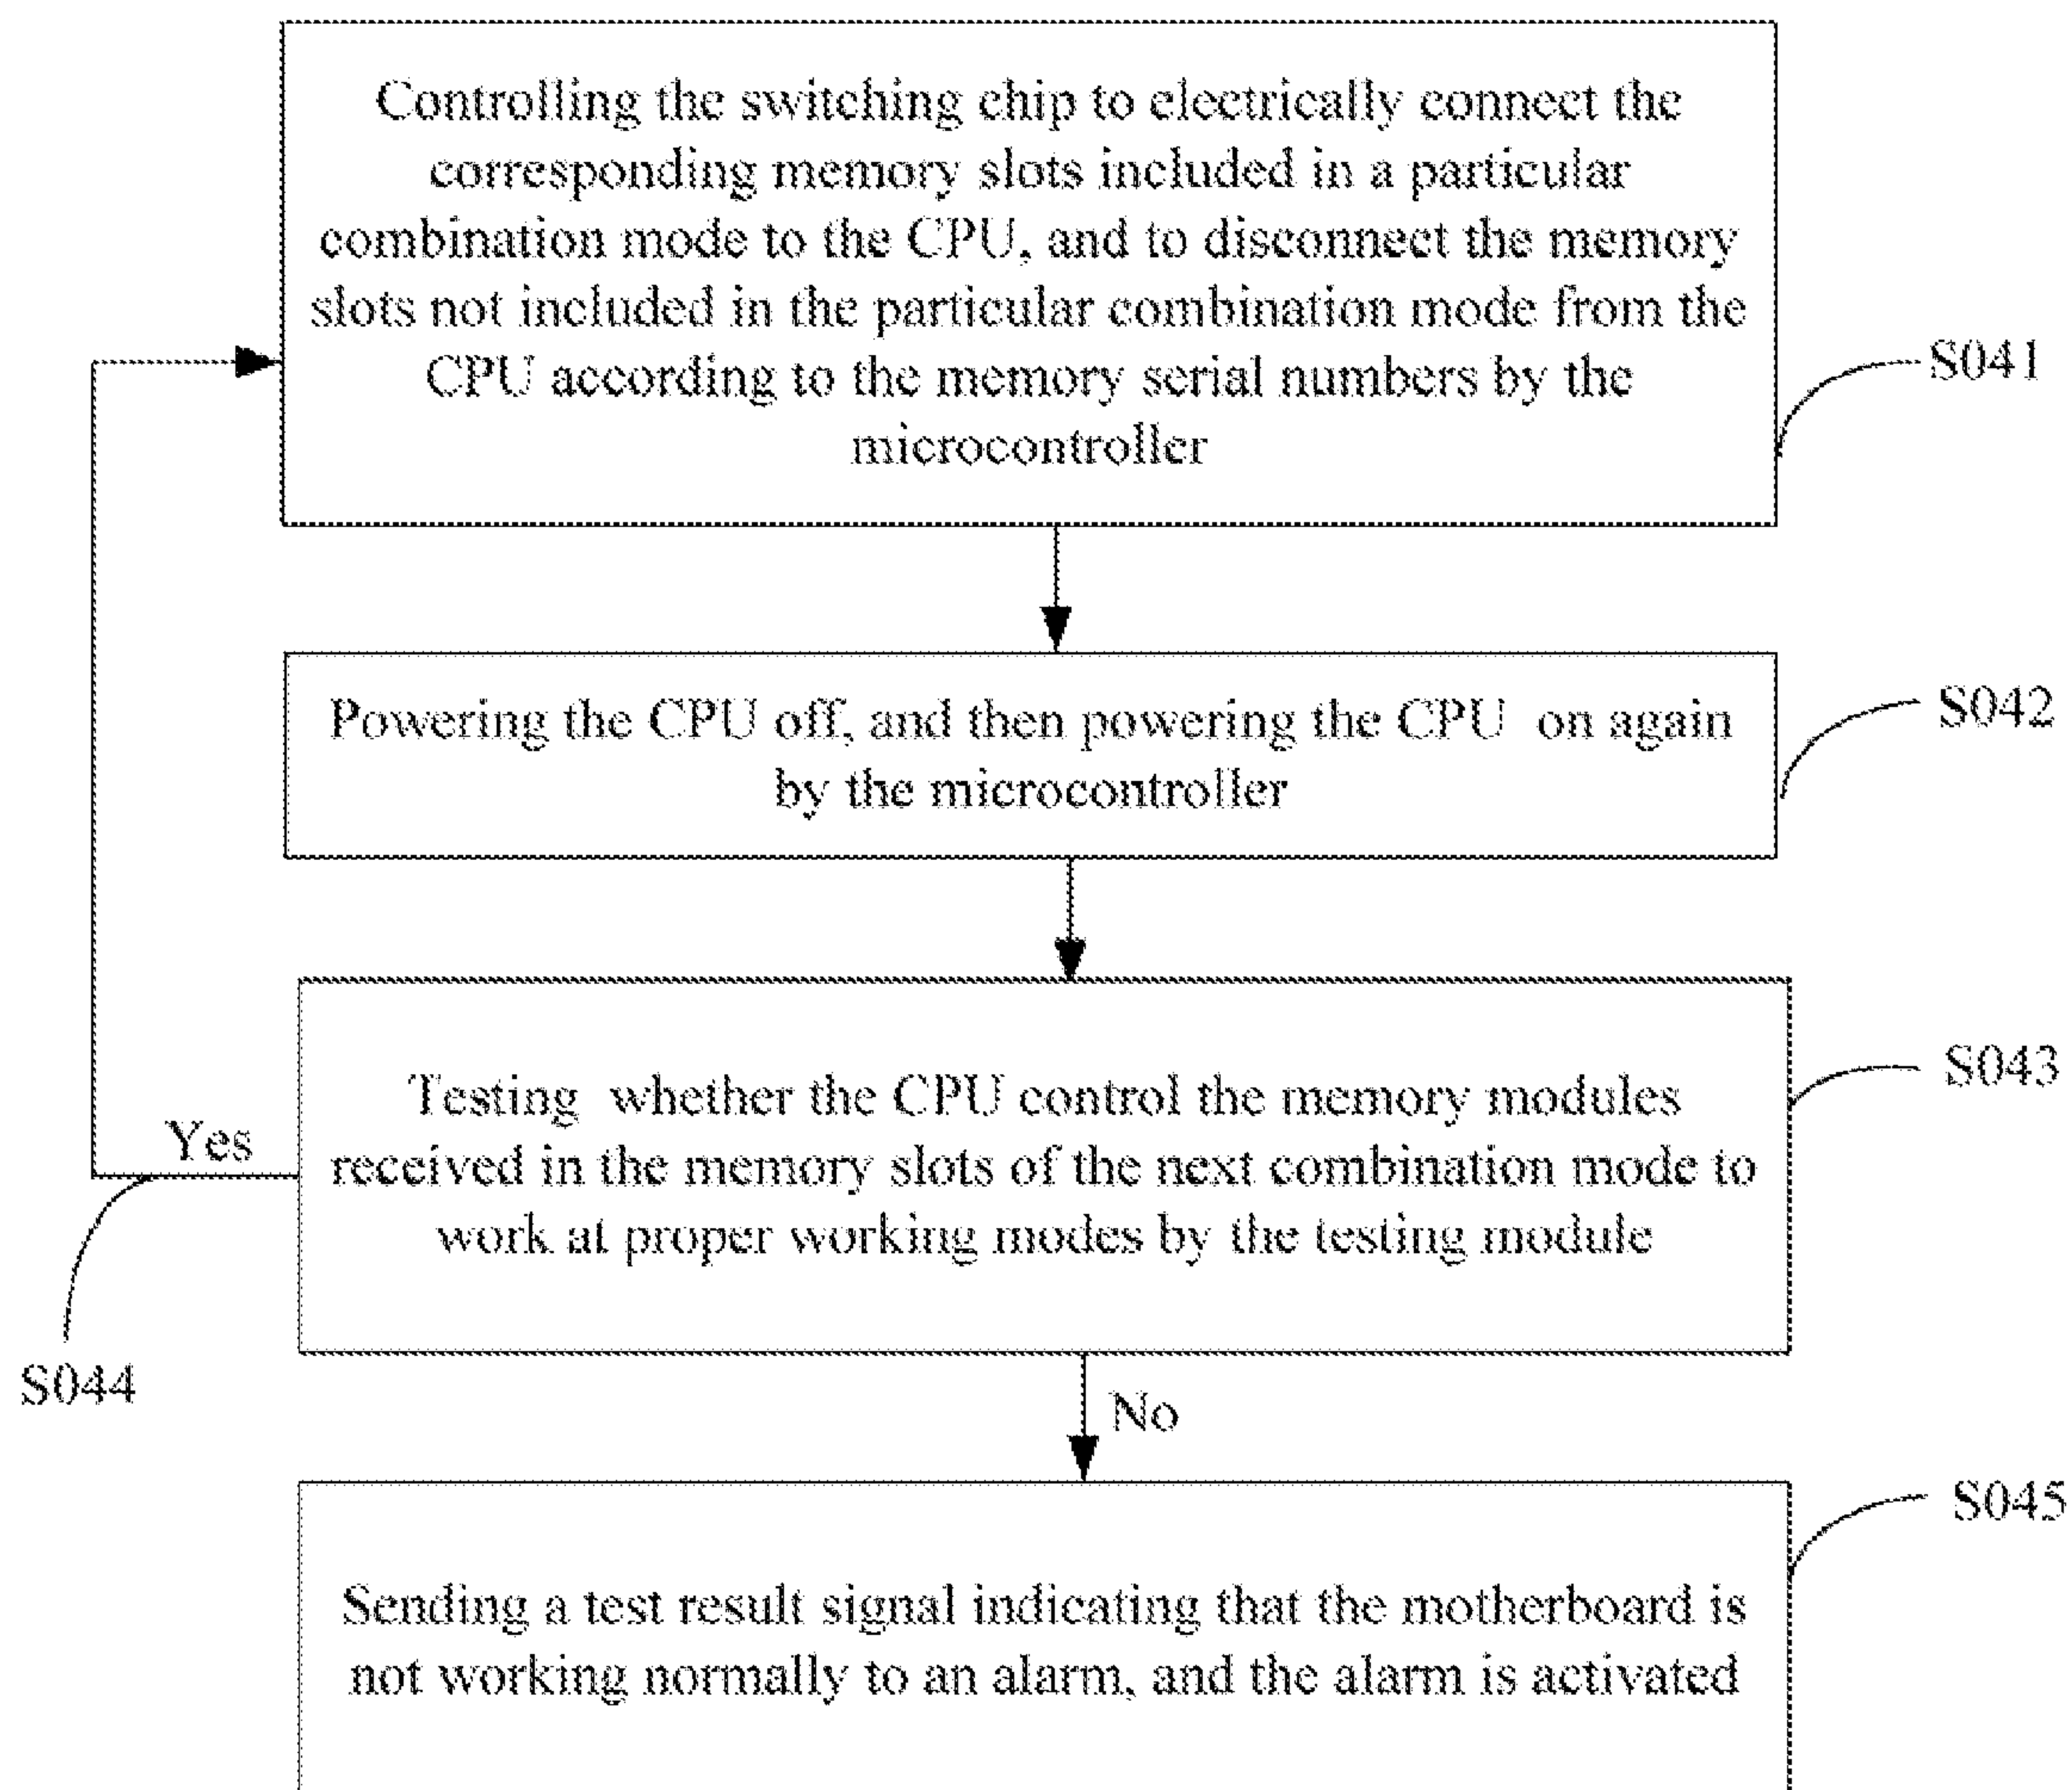 Controlling the switching chip to electrically connect the
corresponding memory slots included in a particular
combination mode to the CPU, and to disconnect the memory
slots not included in the particular combination mode from the
CPU according to the memory serial numbers by the
microcontroller
S041
Powering the CPU off, and then powering the CPU on again
by the microcontroller
S042
Testing whether the CPU control the memory modules
received in the memory slots of the next combination mode to
work at proper working modes by the testing module
S043
Yes
S044
No
Sending a test result signal indicating that the motherboard is
not working normally to an alarm, and the alarm is activated
S045